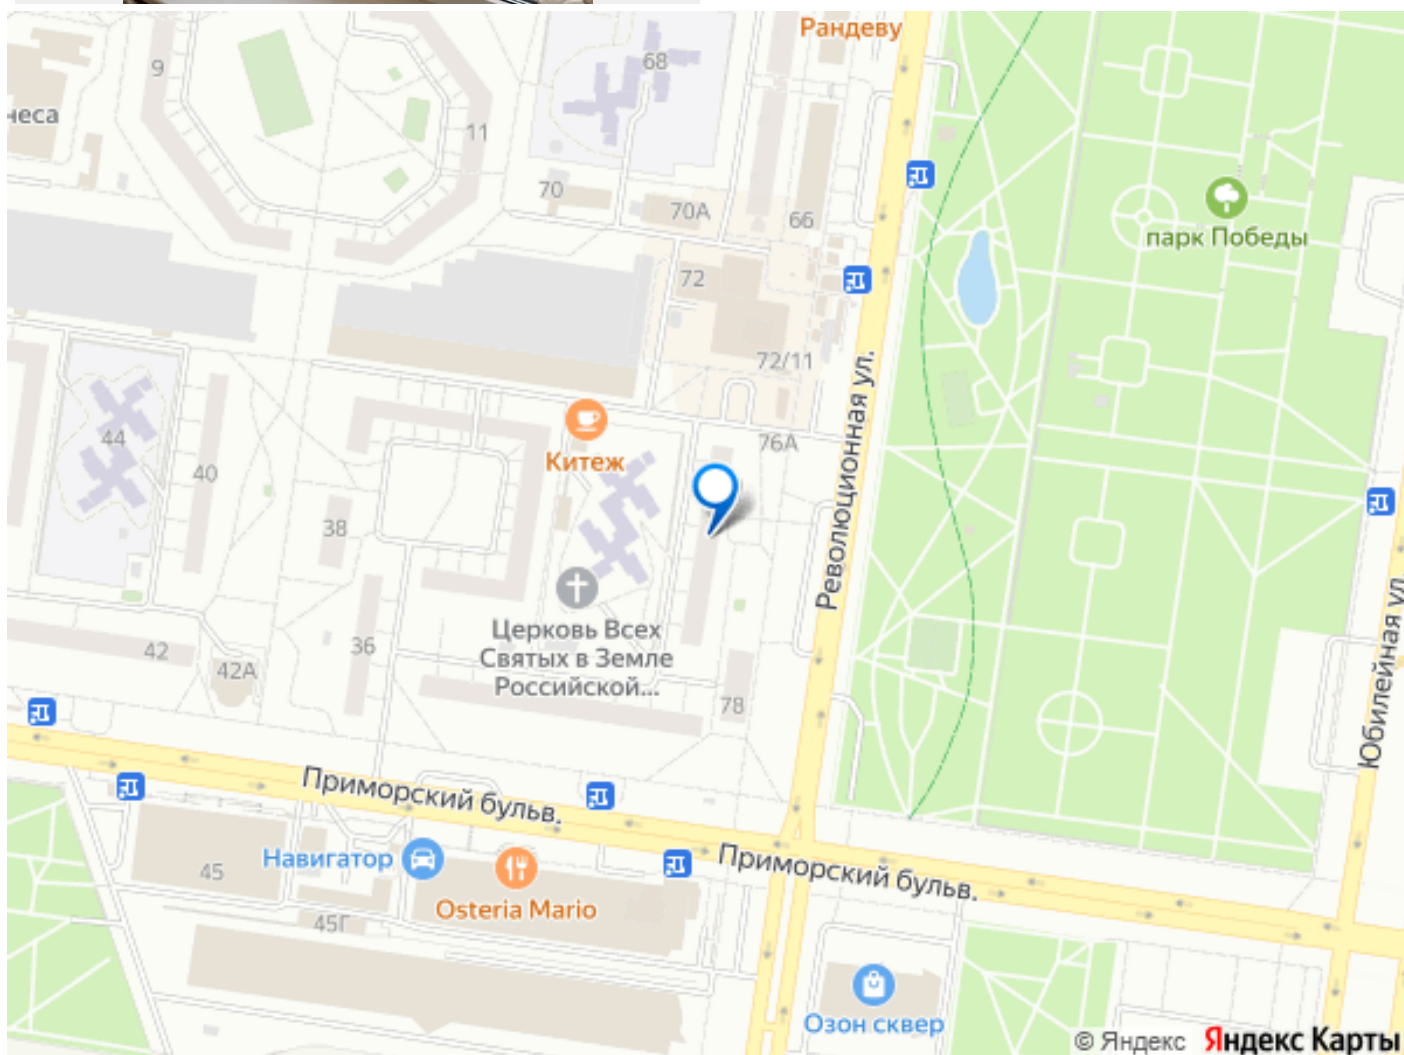 Рандеву
68
9
неса
11
70
70А
66
парк Победы
72
72/11
Революционная ул.
Китеж
76А
44
40
38
Церковь Всех
Святых в Земле
Российской...
36
42
42А
78
Юбилейная ул.
Приморский бульв.
Приморский бульв.
Навигатор
45
Osteria Mario
45Г
Озон сквер
© Яндекс Яндекс Карты